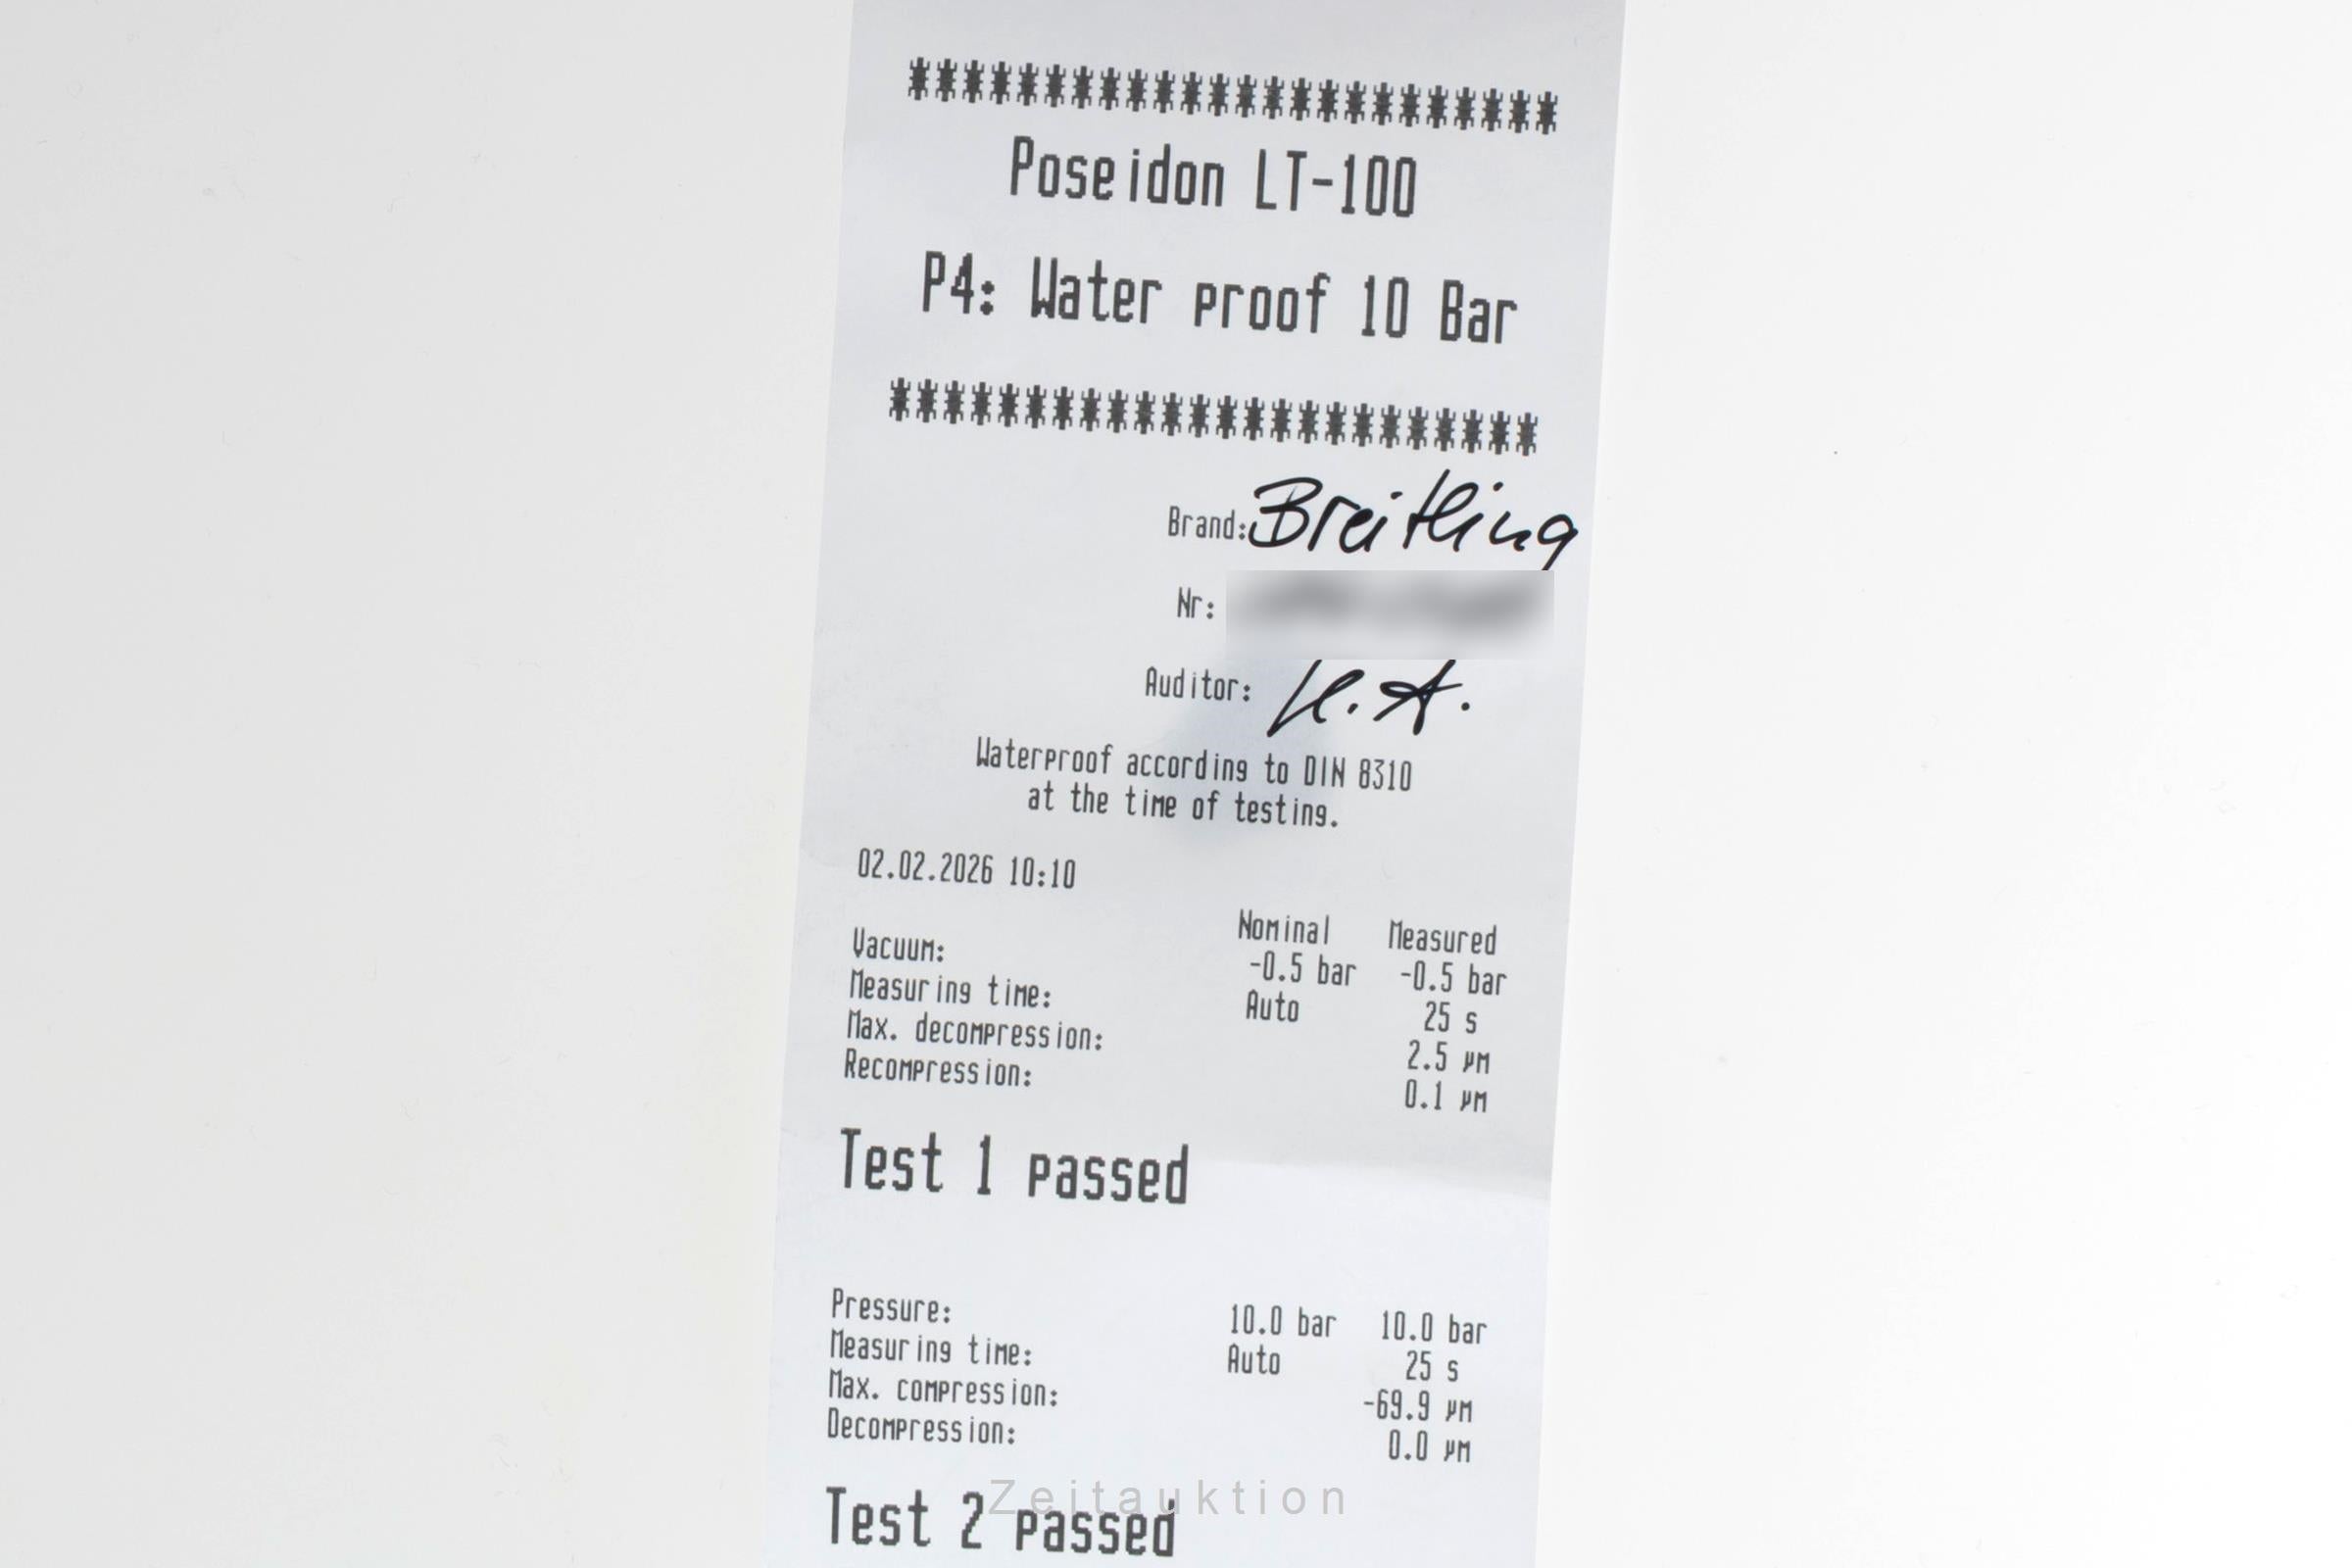 ************************
Poseidon LT-100
P4: Water proof 10 Bar
************************
Brand: Breitling
Nr:
Auditor: K.A.
Waterproof according to DIN 8310
at the time of testing.
02.02.2026 10:10
Nominal Measured
Vacuum: -0.5 bar -0.5 bar
Measuring time: Auto 25 s
Max. decompression: 2.5 µm
Recompression: 0.1 µm
Test 1 passed
Pressure: 10.0 bar 10.0 bar
Measuring time: Auto 25 s
Max. compression: -69.9 µm
Decompression: 0.0 µm
Test 2 passed
Zeitauktion